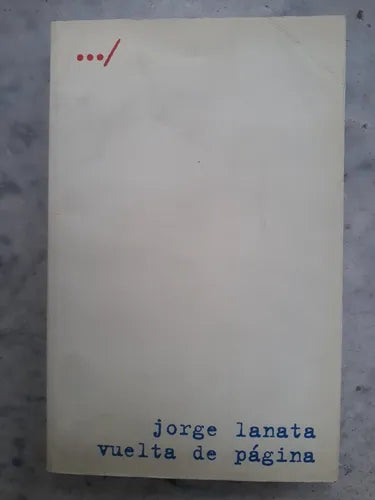 •••/
jorge lanata
vuelta de página